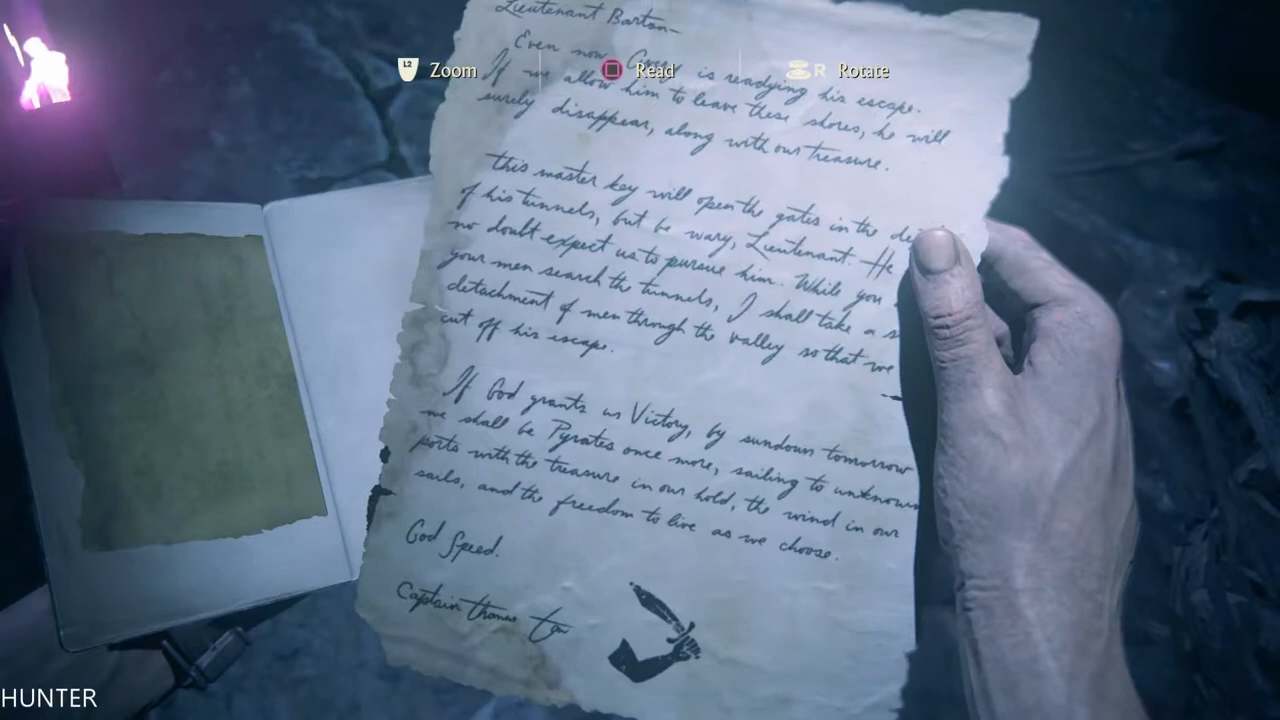 Lieutenant Barton-
Even now is readying his escape.
L2 Zoom Read R Rotate
If we allow him to leave these shores, he will
surely disappear, along with our treasure.
this master key will open the gates in the de
of his tunnels, but be wary, Lieutenant. He
no doubt expect us to pursue him. While you
your men search the tunnels, I shall take a s
detachment of men through the valley so that we
cut off his escape.
If God grants us Victory, by sundown tomorrow
we shall be Pyrates once more, sailing to unknown
ports with the treasure in our hold, the wind in our
sails, and the freedom to live as we choose.
God Speed.
Captain thomas tew
HUNTER